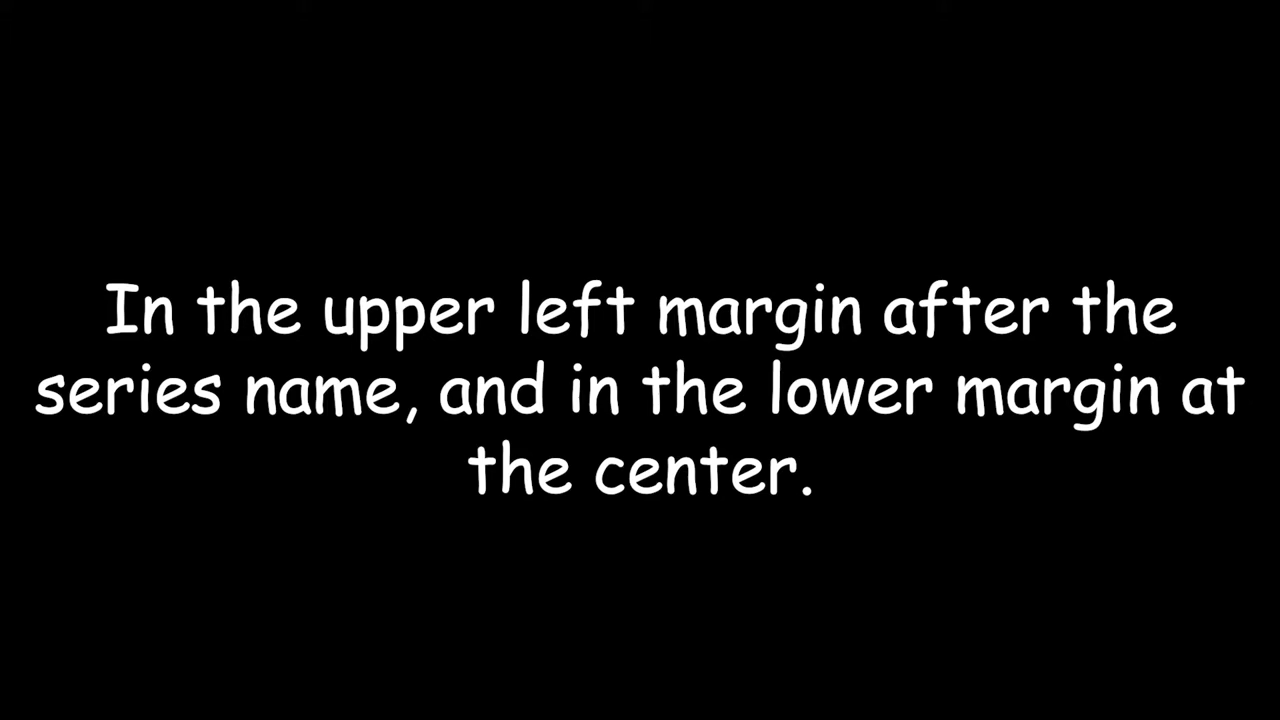 In the upper left margin after the
series name, and in the lower margin at
the center.